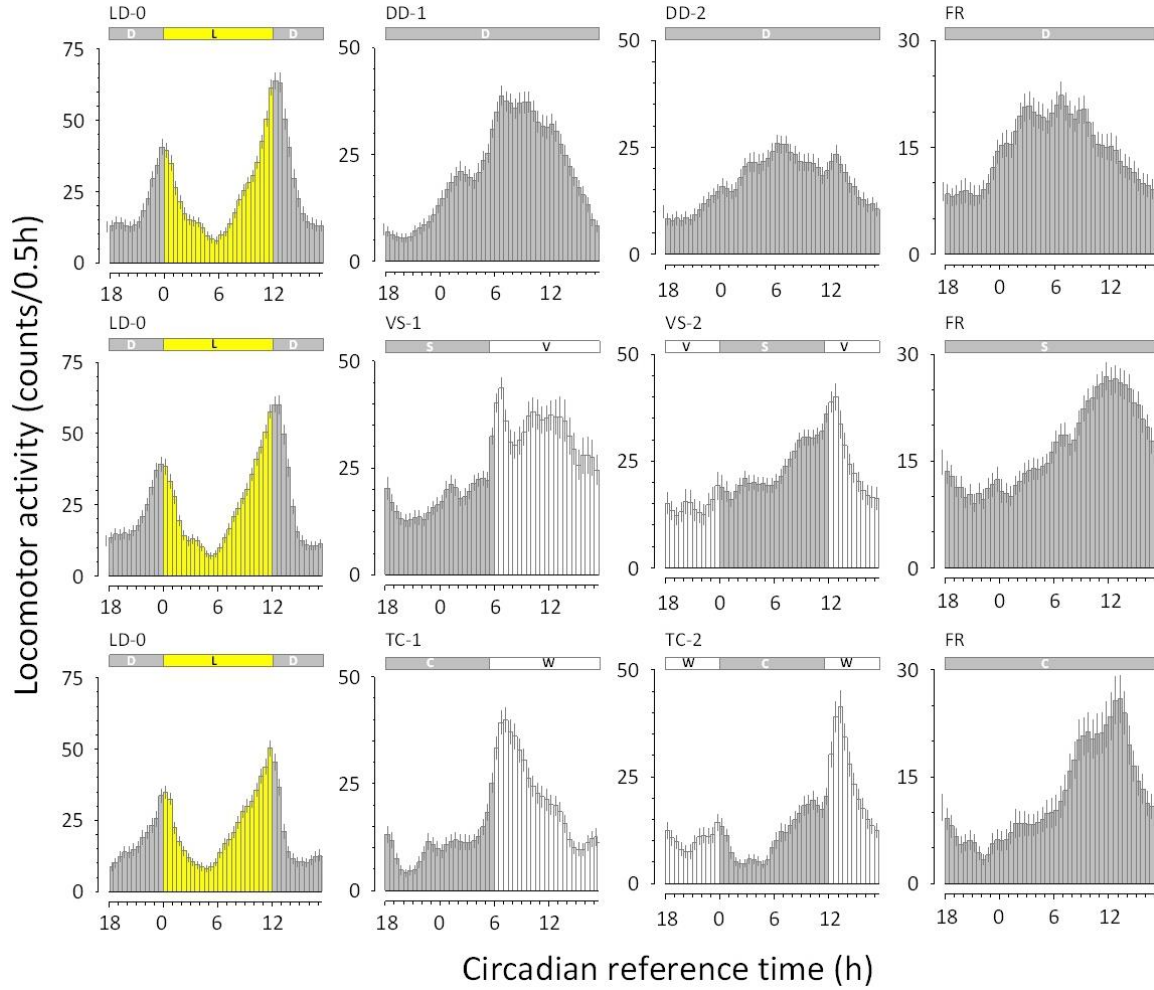 LD-0 DD-1 DD-2 FR
D L D D D D
75 50 50 30
50 25 25 15
25 0 0 0
0
18 0 6 12 18 0 6 12 18 0 6 12 18 0 6 12
LD-0 VS-1 VS-2 FR
D L D S V V S V S
75 50 50 30
50 25 25 15
25 0 0 0
0
18 0 6 12 18 0 6 12 18 0 6 12 18 0 6 12
LD-0 TC-1 TC-2 FR
D L D C W W C W C
75 50 50 30
50 25 25 15
25 0 0 0
0
18 0 6 12 18 0 6 12 18 0 6 12 18 0 6 12
Locomotor activity (counts/0.5h)
Circadian reference time (h)